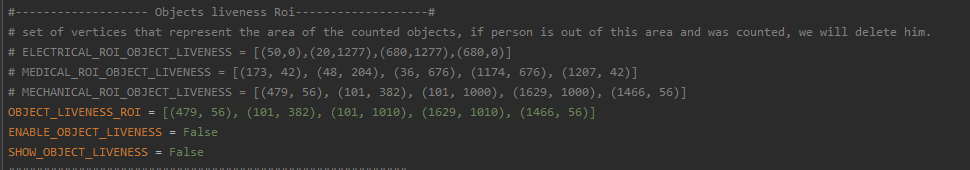 #------------------- Objects liveness Roi-------------------#
# set of vertices that represent the area of the counted objects, if person is out of this area and was counted, we will delete him.
# ELECTRICAL_ROI_OBJECT_LIVENESS = [(50,0),(20,1277),(680,1277),(680,0)]
# MEDICAL_ROI_OBJECT_LIVENESS = [(173, 42), (48, 204), (36, 676), (1174, 676), (1207, 42)]
# MECHANICAL_ROI_OBJECT_LIVENESS = [(479, 56), (101, 382), (101, 1000), (1629, 1000), (1466, 56)]
OBJECT_LIVENESS_ROI = [(479, 56), (101, 382), (101, 1010), (1629, 1010), (1466, 56)]
ENABLE_OBJECT_LIVENESS = False
SHOW_OBJECT_LIVENESS = False